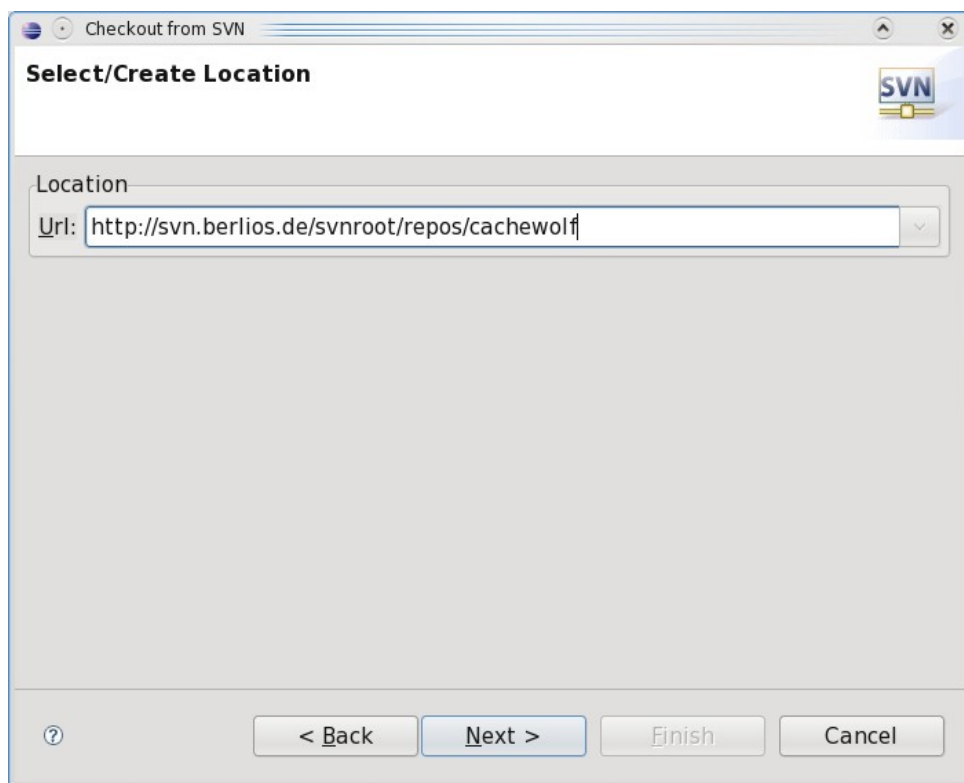 Checkout from SVN
Select/Create Location
SVN
Location
Url: http://svn.berlios.de/svnroot/repos/cachewolf
?
< Back Next > Finish Cancel